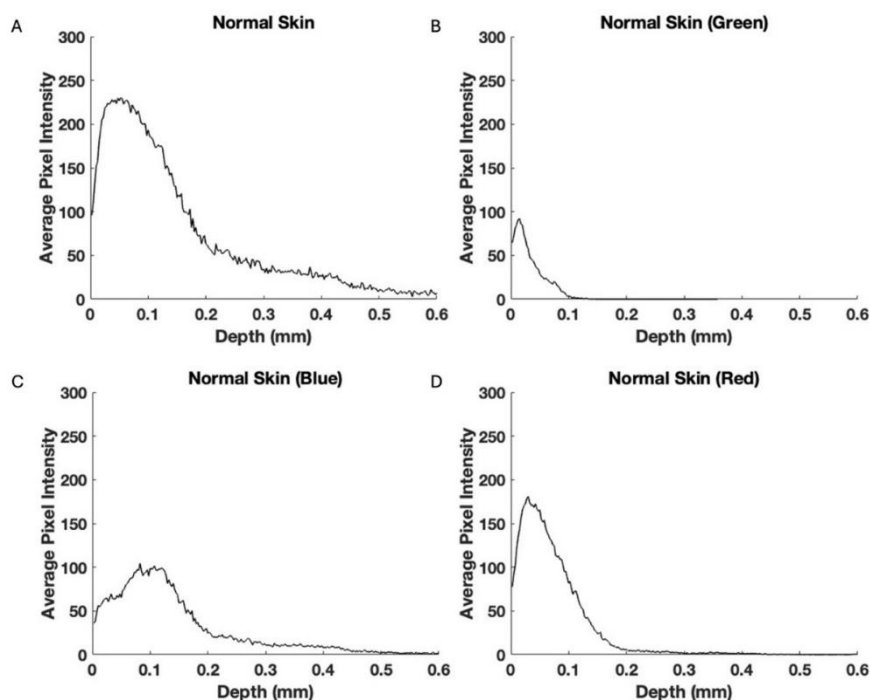 A
Normal Skin
300
250
200
150
100
50
0
Average Pixel Intensity
0 0.1 0.2 0.3 0.4 0.5 0.6
Depth (mm)
B
Normal Skin (Green)
300
250
200
150
100
50
0
Average Pixel Intensity
0 0.1 0.2 0.3 0.4 0.5 0.6
Depth (mm)
C
Normal Skin (Blue)
300
250
200
150
100
50
0
Average Pixel Intensity
0 0.1 0.2 0.3 0.4 0.5 0.6
Depth (mm)
D
Normal Skin (Red)
300
250
200
150
100
50
0
Average Pixel Intensity
0 0.1 0.2 0.3 0.4 0.5 0.6
Depth (mm)